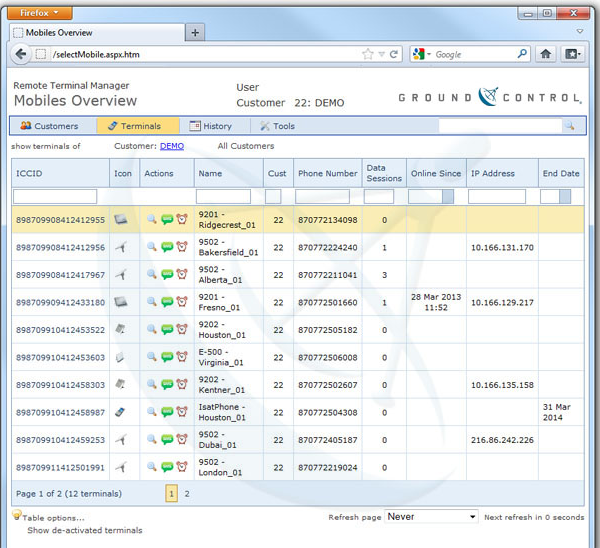 Firefox
Mobiles Overview
/selectMobile.aspx.htm
Google
Remote Terminal Manager
Mobiles Overview
User
Customer 22: DEMO
GROUND CONTROL
Customers Terminals History Tools
show terminals of Customer: DEMO All Customers
ICCID Icon Actions Name Cust Phone Number Data Sessions Online Since IP Address End Date
898709908412412955 9201 - Ridgecrest_01 22 870772134098 0
898709908412412956 9502 - Bakersfield_01 22 870772224240 1 10.166.131.170
898709908412417967 9502 - Alberta_01 22 870772211041 3
898709909412433180 9201 - Fresno_01 22 870772501660 1 28 Mar 2013 11:52 10.166.129.217
898709910412453522 9202 - Houston_01 22 870772505182 0
898709910412453603 E-500 - Virginia_01 22 870772506008 0
898709910412458303 9202 - Kentner_01 22 870772502607 0 10.166.135.158
898709910412458987 IsatPhone - Houston_01 22 870772504308 0 31 Mar 2014
898709910412459253 9502 - Dubai_01 22 870772405187 0 216.86.242.226
898709911412501991 9502 - London_01 22 870772219024 0
Page 1 of 2 (12 terminals) 1 2
Table options... Refresh page Never Next refresh in 0 seconds
Show de-activated terminals